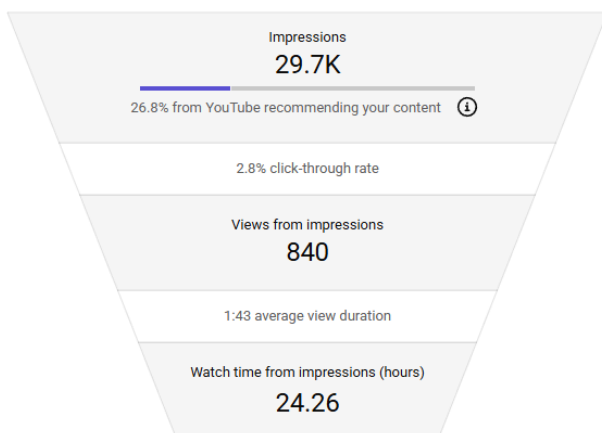 Impressions
29.7K
26.8% from YouTube recommending your content
2.8% click-through rate
Views from impressions
840
1:43 average view duration
Watch time from impressions (hours)
24.26